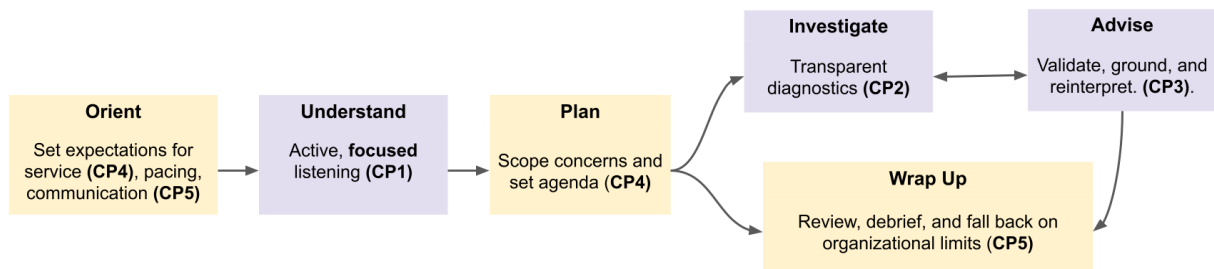 Orient
Set expectations for
service (CP4), pacing,
communication (CP5)
Understand
Active, focused
listening (CP1)
Plan
Scope concerns and
set agenda (CP4)
Investigate
Transparent
diagnostics (CP2)
Advise
Validate, ground, and
reinterpret. (CP3).
Wrap Up
Review, debrief, and fall back on
organizational limits (CP5)